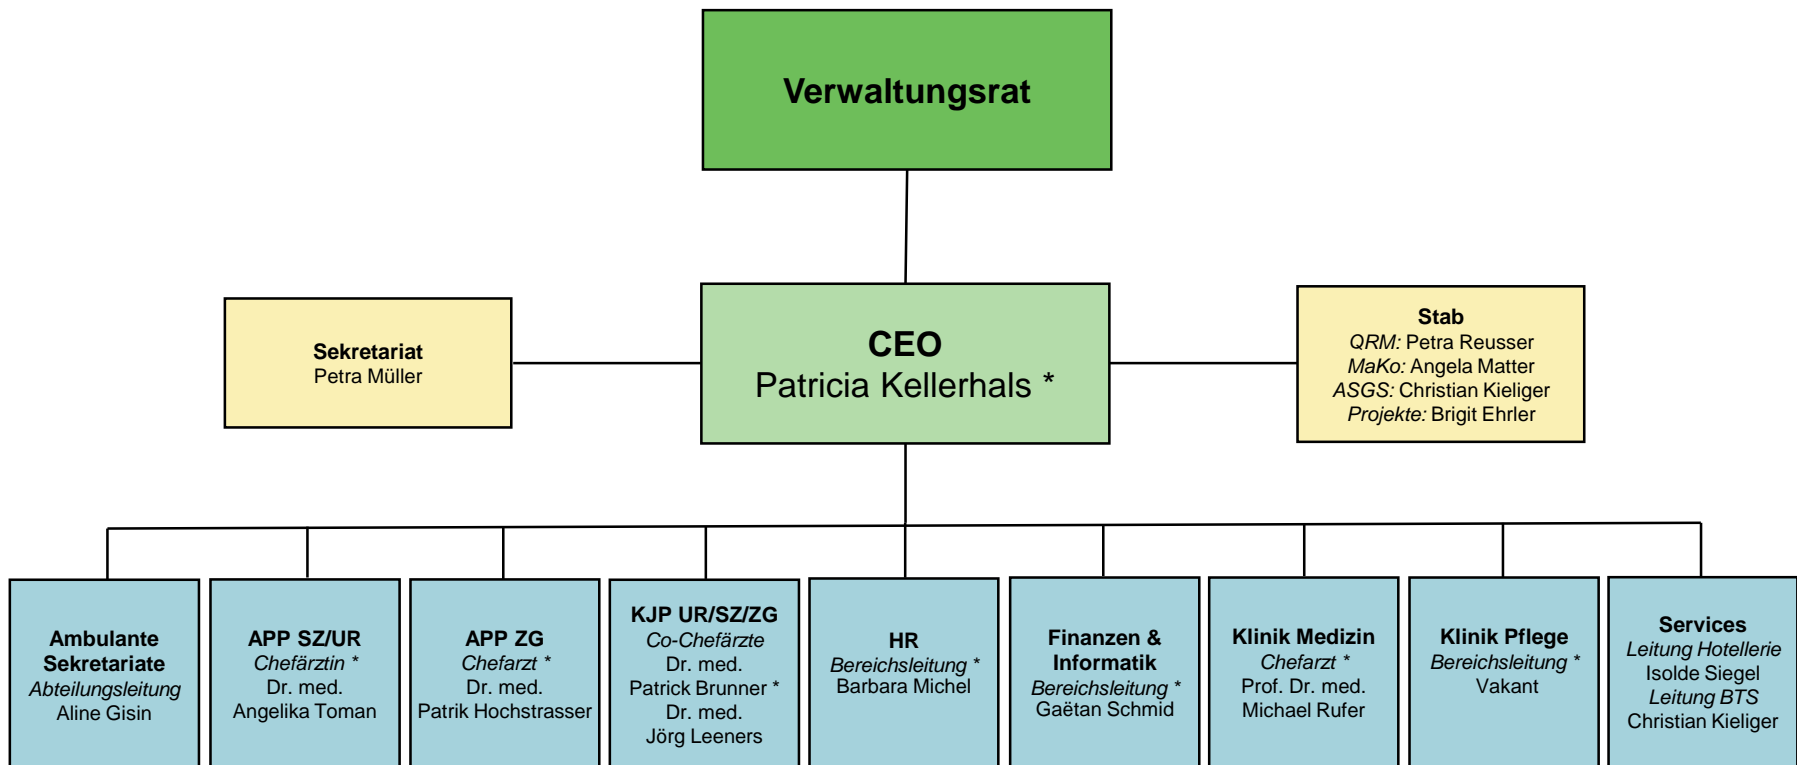 Verwaltungsrat
Sekretariat
Petra Müller
CEO
Patricia Kellerhals *
Stab
QRM: Petra Reusser
MaKo: Angela Matter
ASGS: Christian Kieliger
Projekte: Brigit Ehrler
Ambulante
Sekretariate
Abteilungsleitung
Aline Gisin
APP SZ/UR
Chefärztin *
Dr. med.
Angelika Toman
APP ZG
Chefarzt *
Dr. med.
Patrik Hochstrasser
KJP UR/SZ/ZG
Co-Chefärzte
Dr. med.
Patrick Brunner *
Dr. med.
Jörg Leeners
HR
Bereichsleitung *
Barbara Michel
Finanzen &
Informatik
Bereichsleitung *
Gaëtan Schmid
Klinik Medizin
Chefarzt *
Prof. Dr. med.
Michael Rufer
Klinik Pflege
Bereichsleitung *
Vakant
Services
Leitung Hotellerie
Isolde Siegel
Leitung BTS
Christian Kieliger